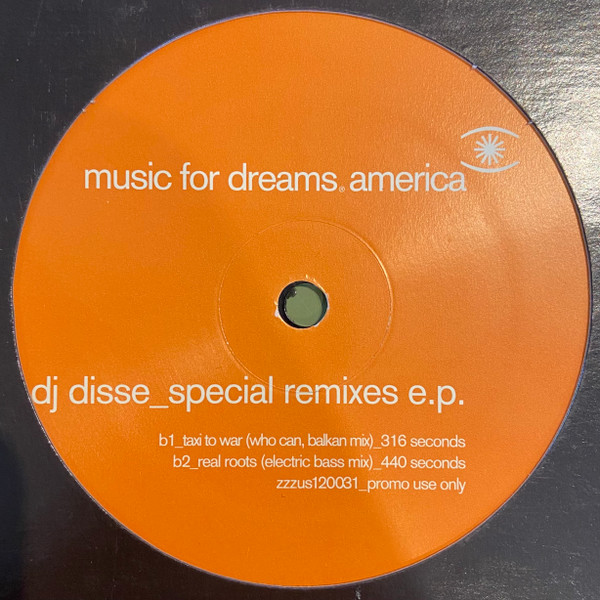 music for dreams® america
dj disse_special remixes e.p.
b1_taxi to war (who can, balkan mix)_316 seconds
b2_real roots (electric bass mix)_440 seconds
zzzus120031_promo use only